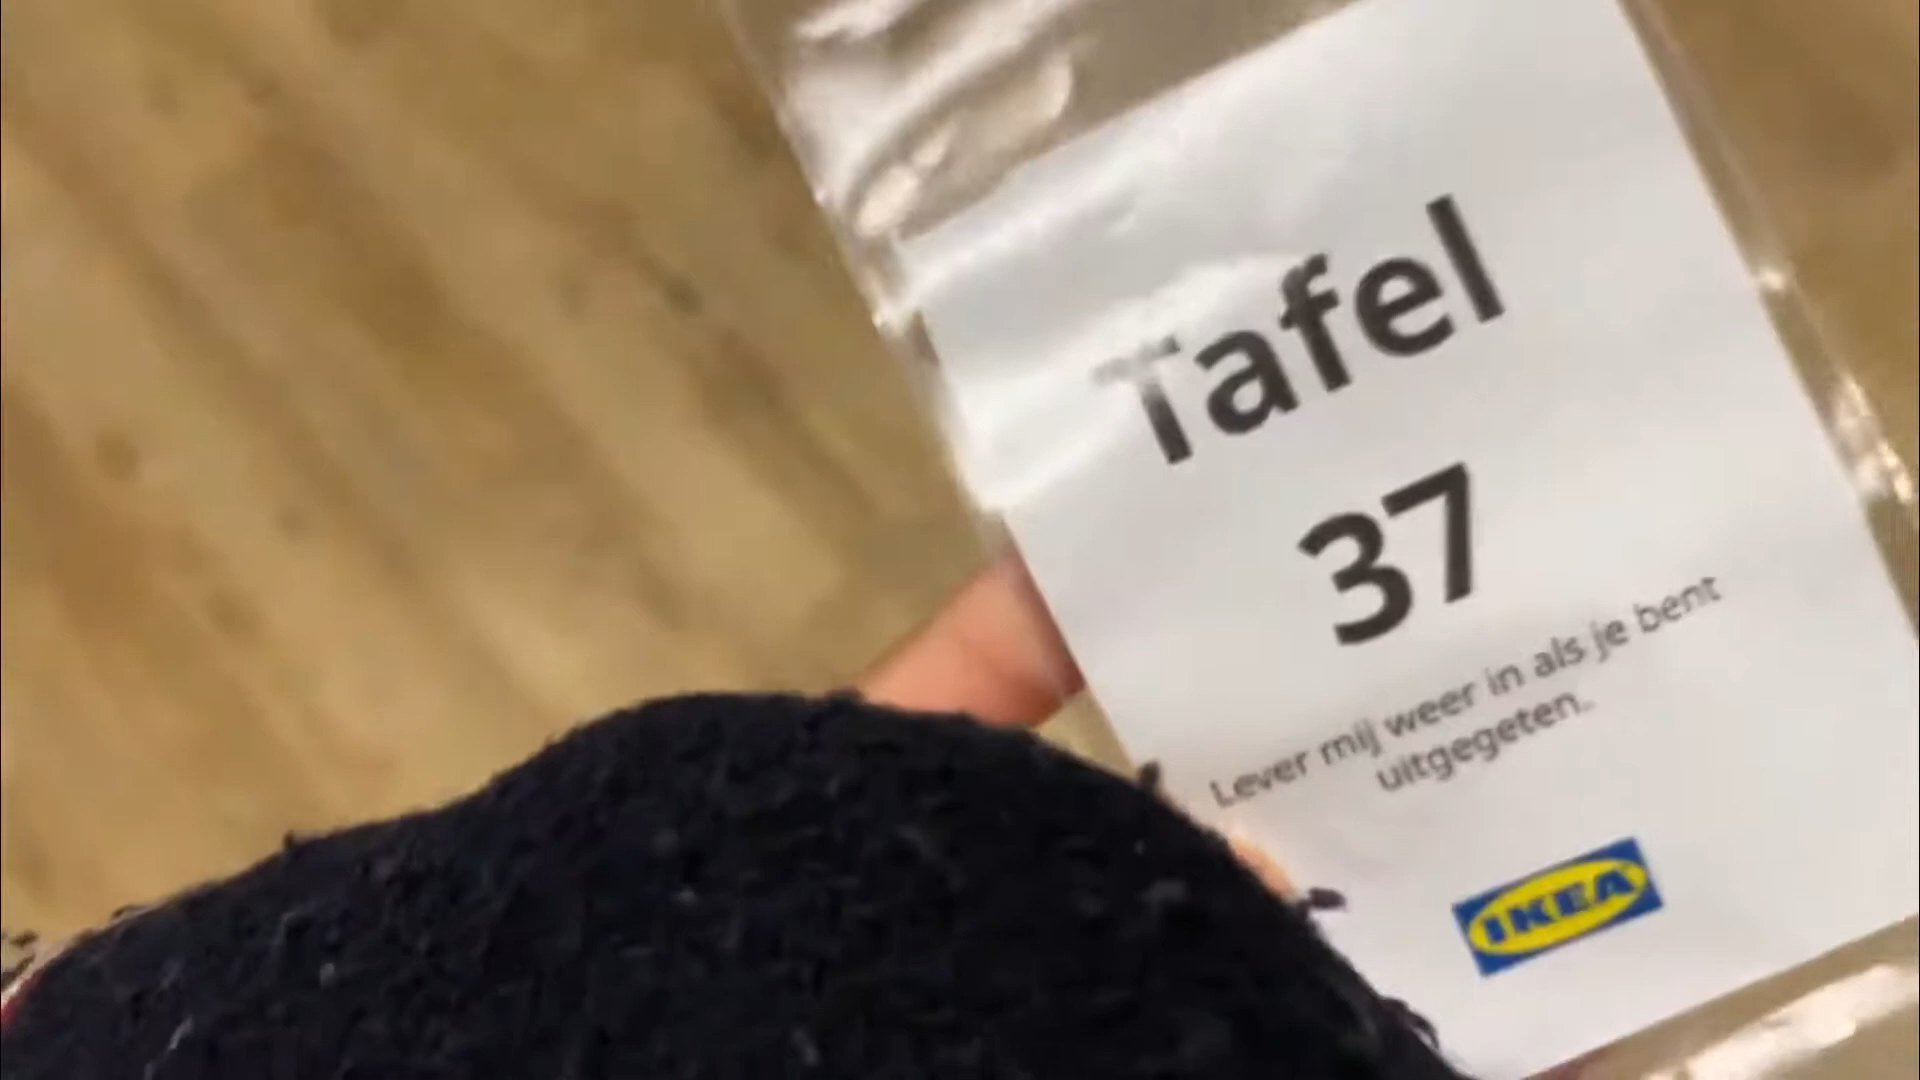 Tafel
37
Lever mij weer in als je bent
uitgegeten.
IKEA